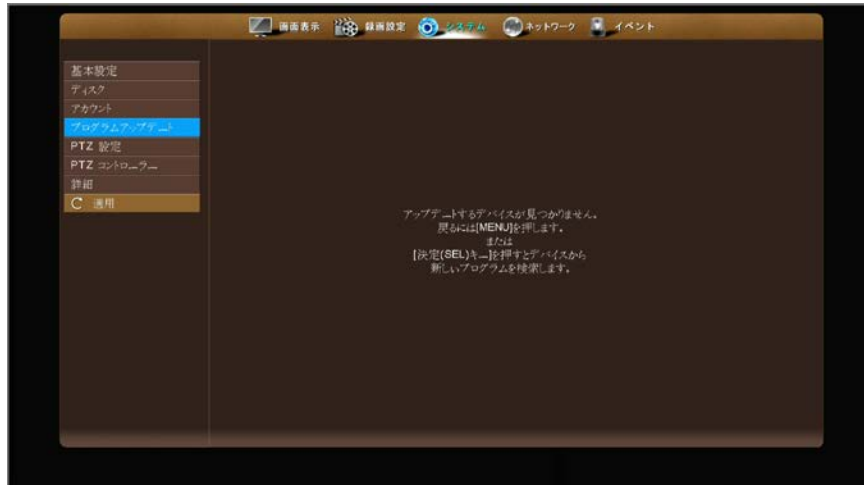 画面表示 録画設定 システム ネットワーク イベント
基本設定
ディスク
アカウント
プログラムアップデート
PTZ 設定
PTZ コントローラー
詳細
適用
アップデートするデバイスが見つかりません。
戻るには[MENU]を押します。
または
[決定(SEL)キー]を押すとデバイスから
新しいプログラムを検索します。